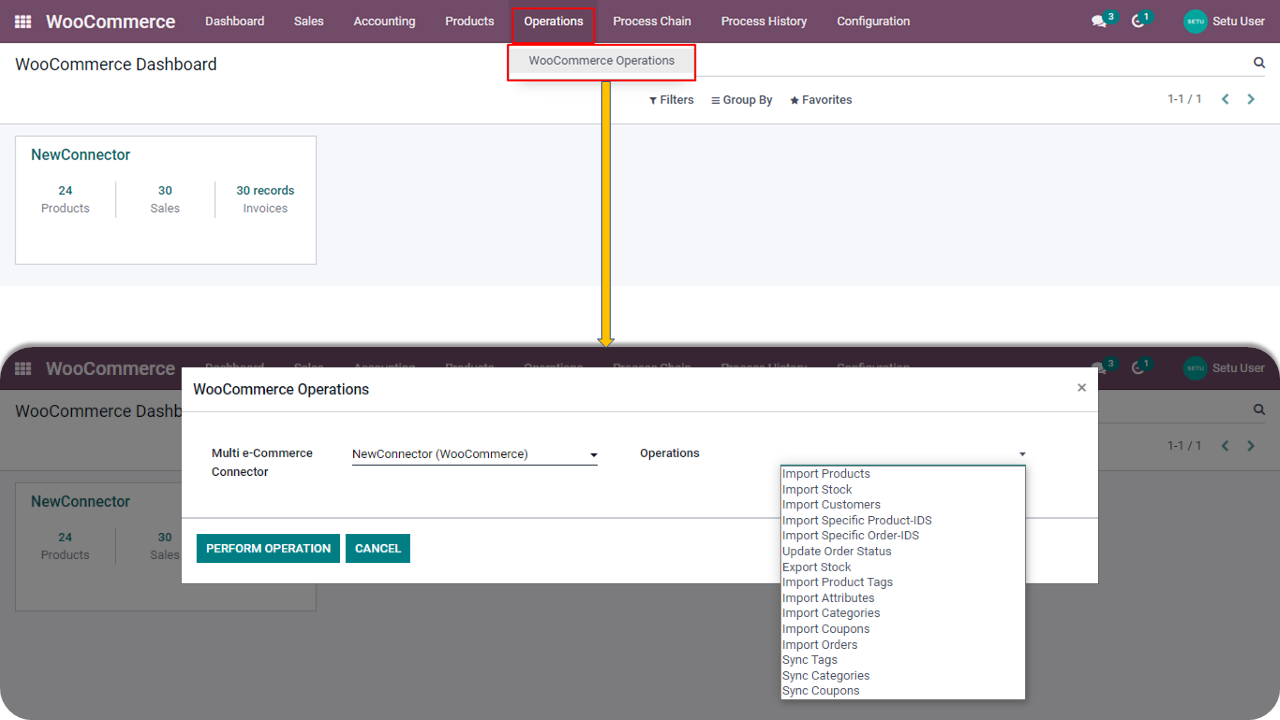 WooCommerce Dashboard Sales Accounting Products Operations Process Chain Process History Configuration 3 1 SETU Setu User
WooCommerce Operations
WooCommerce Dashboard
Filters Group By Favorites 1-1 / 1
NewConnector
24 30 30 records
Products Sales Invoices
WooCommerce Dashboard Sales Accounting Products Operations Process Chain Process History Configuration 3 1 SETU Setu User
WooCommerce Operations ×
WooCommerce Dashb
1-1 / 1
Multi e-Commerce Connector NewConnector (WooCommerce) Operations
Import Products
Import Stock
Import Customers
Import Specific Product-IDS
Import Specific Order-IDS
Update Order Status
Export Stock
Import Product Tags
Import Attributes
Import Categories
Import Coupons
Import Orders
Sync Tags
Sync Categories
Sync Coupons
PERFORM OPERATION CANCEL
NewConnector
24 30
Products Sales